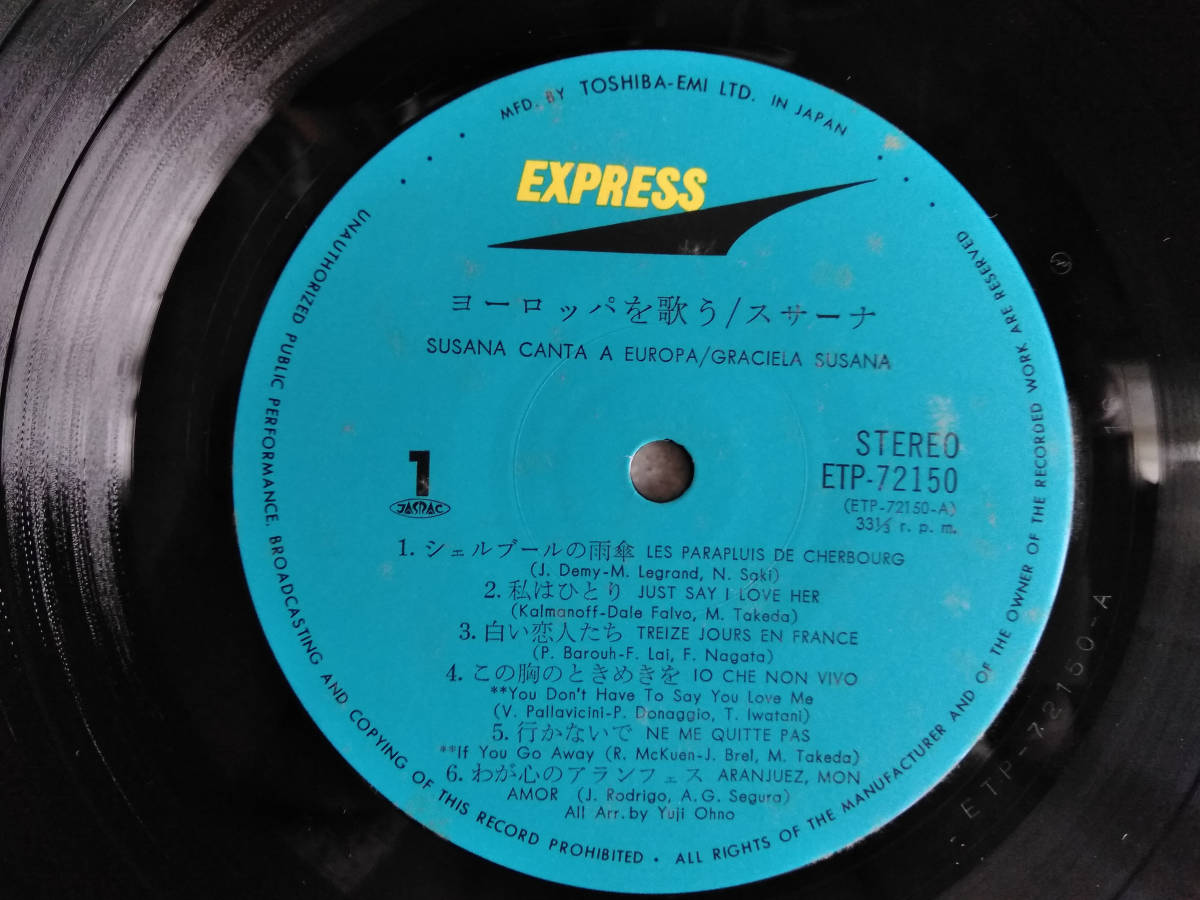 MFD. BY TOSHIBA-EMI LTD. IN JAPAN
EXPRESS
ヨーロッパを歌う/スサーナ
SUSANA CANTA A EUROPA/GRACIELA SUSANA
1
JASRAC
STEREO
ETP-72150
(ETP-72150-A)
33⅓ r. p. m.
1. シェルブールの雨傘 LES PARAPLUIS DE CHERBOURG
(J. Demy-M. Legrand, N. Saki)
2. 私はひとり JUST SAY I LOVE HER
(Kalmanoff-Dale Falvo, M. Takeda)
3. 白い恋人たち TREIZE JOURS EN FRANCE
(P. Barouh-F. Lai, F. Nagata)
4. この胸のときめきを IO CHE NON VIVO
**You Don't Have To Say You Love Me
(V. Pallavicini-P. Donaggio, T. Iwatani)
5. 行かないで NE ME QUITTE PAS
**If You Go Away (R. McKuen-J. Brel, M. Takeda)
6. わが心のアランフェス ARANJUEZ, MON
AMOR (J. Rodrigo, A.G. Segura)
All Arr. by Yuji Ohno
UNAUTHORIZED PUBLIC PERFORMANCE, BROADCASTING AND COPYING OF THIS RECORD PROHIBITED • ALL RIGHTS OF THE MANUFACTURER AND OF THE OWNER OF THE RECORDED WORK ARE RESERVED
ETP-72150-A